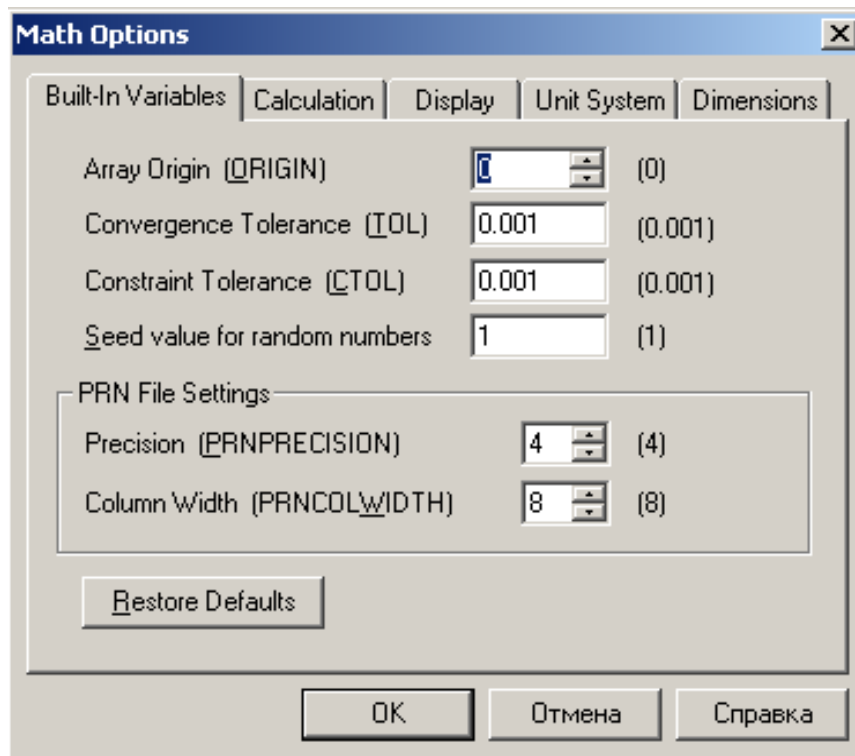 Math Options
Built-In Variables Calculation Display Unit System Dimensions
Array Origin (ORIGIN) 0 (0)
Convergence Tolerance (TOL) 0.001 (0.001)
Constraint Tolerance (CTOL) 0.001 (0.001)
Seed value for random numbers 1 (1)
PRN File Settings
Precision (PRNPRECISION) 4 (4)
Column Width (PRNCOLWIDTH) 8 (8)
Restore Defaults
OK Отмена Справка